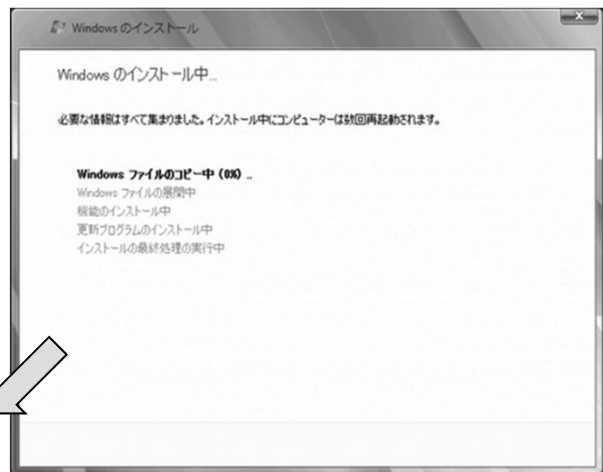 Windows のインストール
Windows のインストール中...
必要な情報はすべて集まりました。インストール中にコンピューターは数回再起動されます。
Windows ファイルのコピー中 (0%) ..
Windows ファイルの展開中
機能のインストール中
更新プログラムのインストール中
インストールの最終処理の実行中